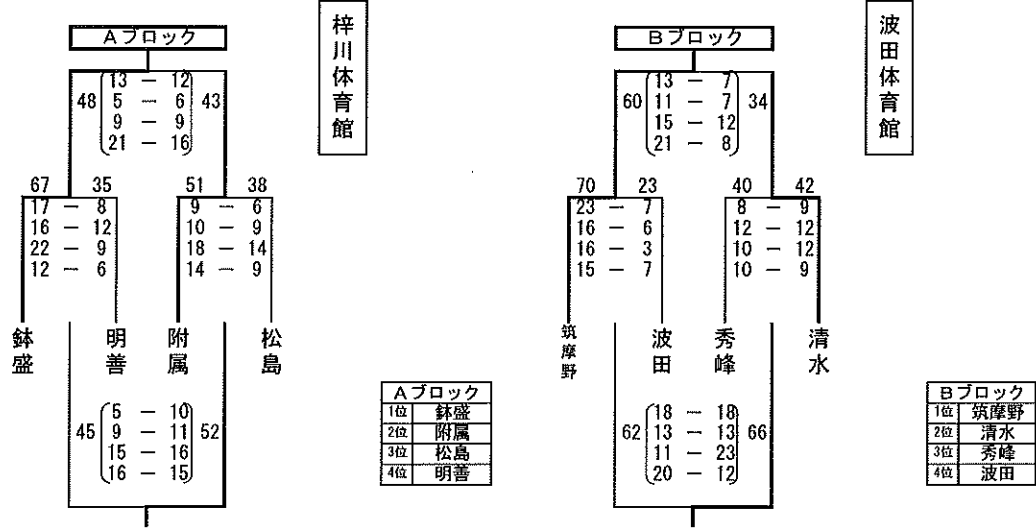 梓川体育館
Aブロック
48 43
13 － 12
5 － 6
9 － 9
21 － 16
67 35
17 － 8
16 － 12
22 － 9
12 － 6
51 38
9 － 6
10 － 9
18 － 14
14 － 9
鉢盛 明善 附属 松島
45 52
5 － 10
9 － 11
15 － 16
16 － 15
Aブロック
1位 鉢盛
2位 附属
3位 松島
4位 明善
波田体育館
Bブロック
60 34
13 － 7
11 － 7
15 － 12
21 － 8
70 23
23 － 7
16 － 6
16 － 3
15 － 7
40 42
8 － 9
12 － 12
10 － 12
10 － 9
筑摩野 波田 秀峰 清水
62 66
18 － 18
13 － 13
11 － 23
20 － 12
Bブロック
1位 筑摩野
2位 清水
3位 秀峰
4位 波田